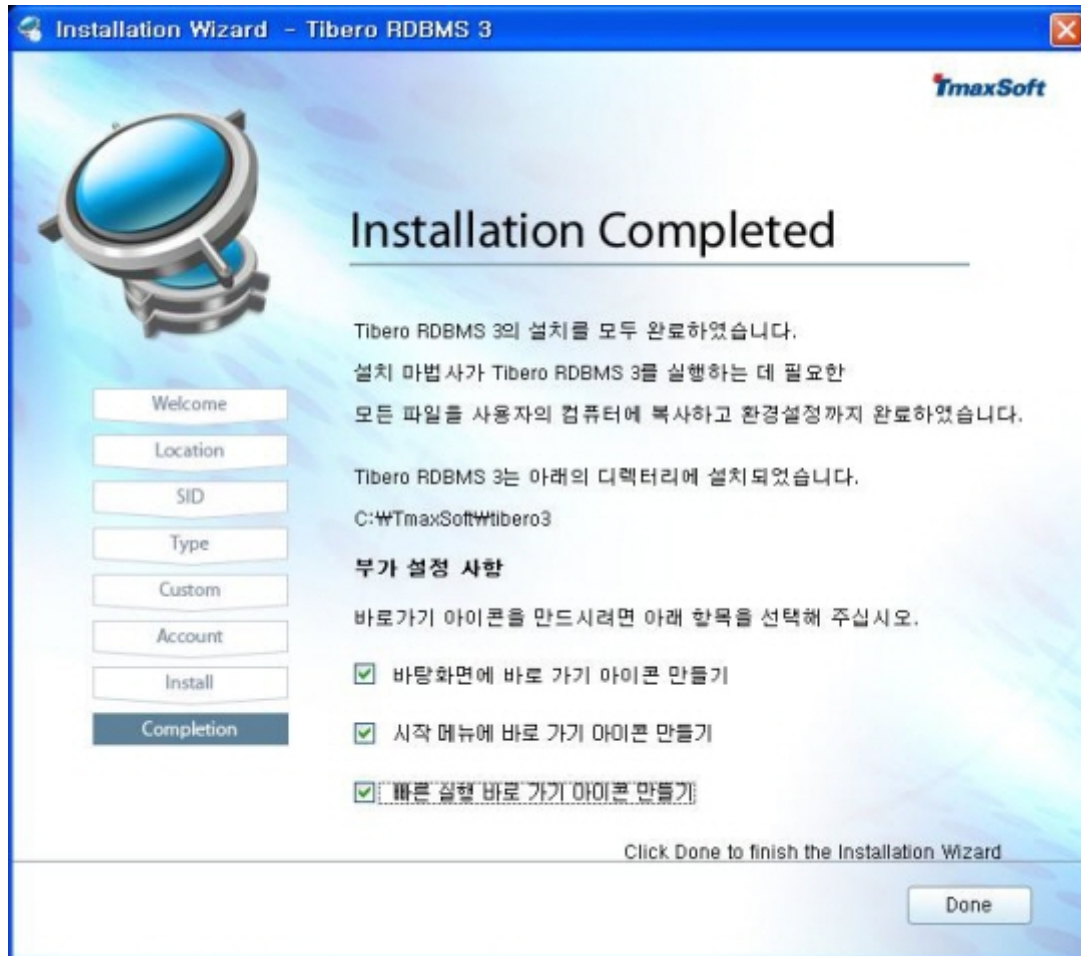 Installation Wizard - Tibero RDBMS 3
TmaxSoft
Installation Completed
Tibero RDBMS 3의 설치를 모두 완료하였습니다.
설치 마법사가 Tibero RDBMS 3를 실행하는 데 필요한
모든 파일을 사용자의 컴퓨터에 복사하고 환경설정까지 완료하였습니다.
Tibero RDBMS 3는 아래의 디렉터리에 설치되었습니다.
C:₩TmaxSoft₩tibero3
부가 설정 사항
바로가기 아이콘을 만드시려면 아래 항목을 선택해 주십시오.
바탕화면에 바로 가기 아이콘 만들기
시작 메뉴에 바로 가기 아이콘 만들기
빠른 실행 바로 가기 아이콘 만들기
Welcome
Location
SID
Type
Custom
Account
Install
Completion
Click Done to finish the Installation Wizard
Done